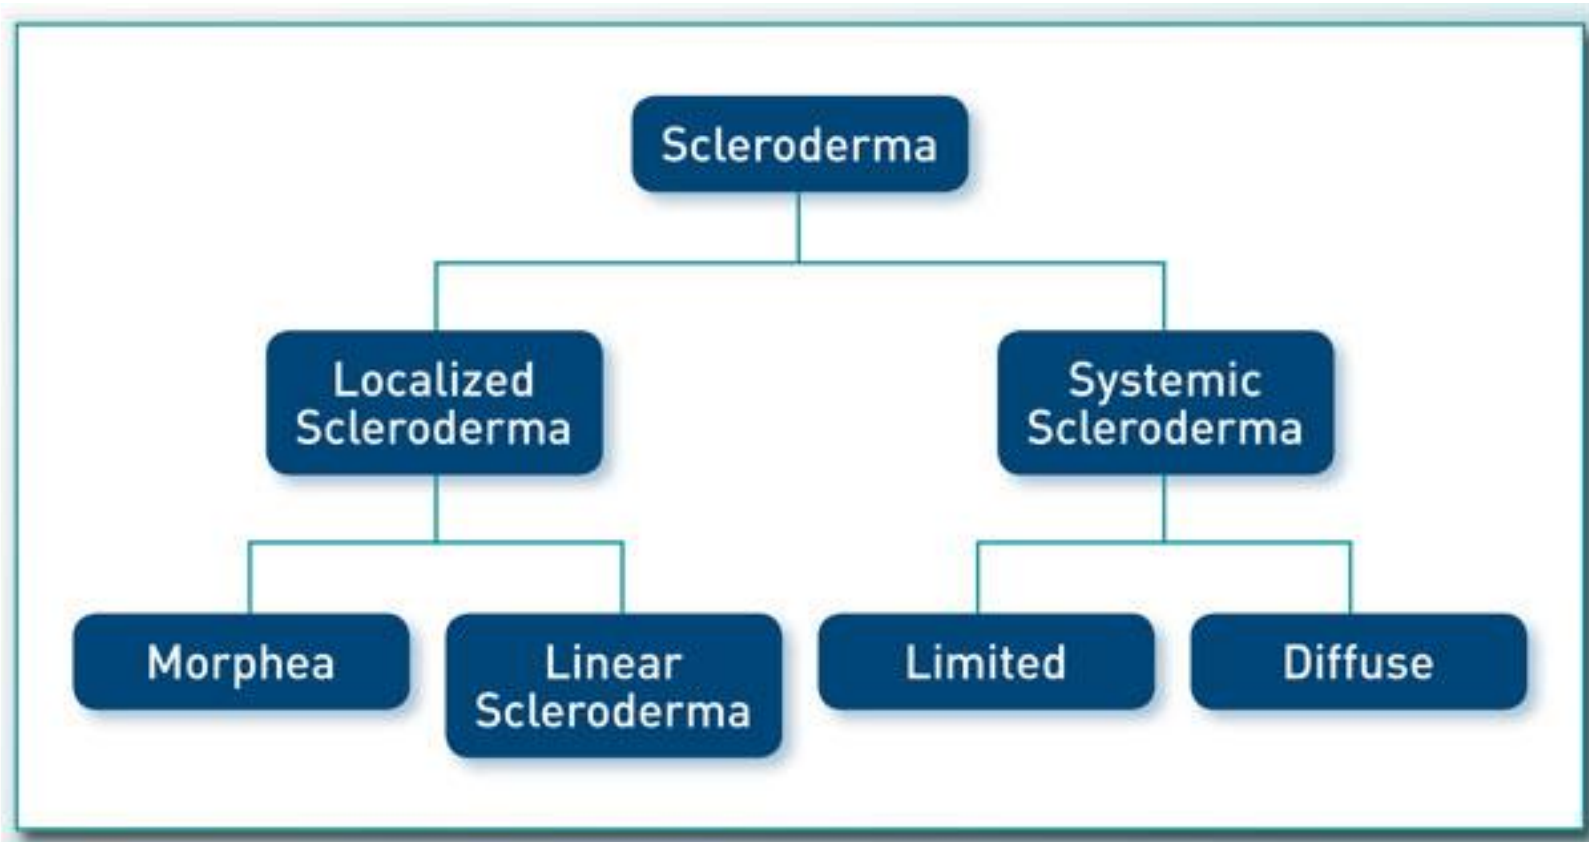 Scleroderma
Localized
Scleroderma
Systemic
Scleroderma
Morphea
Linear
Scleroderma
Limited
Diffuse